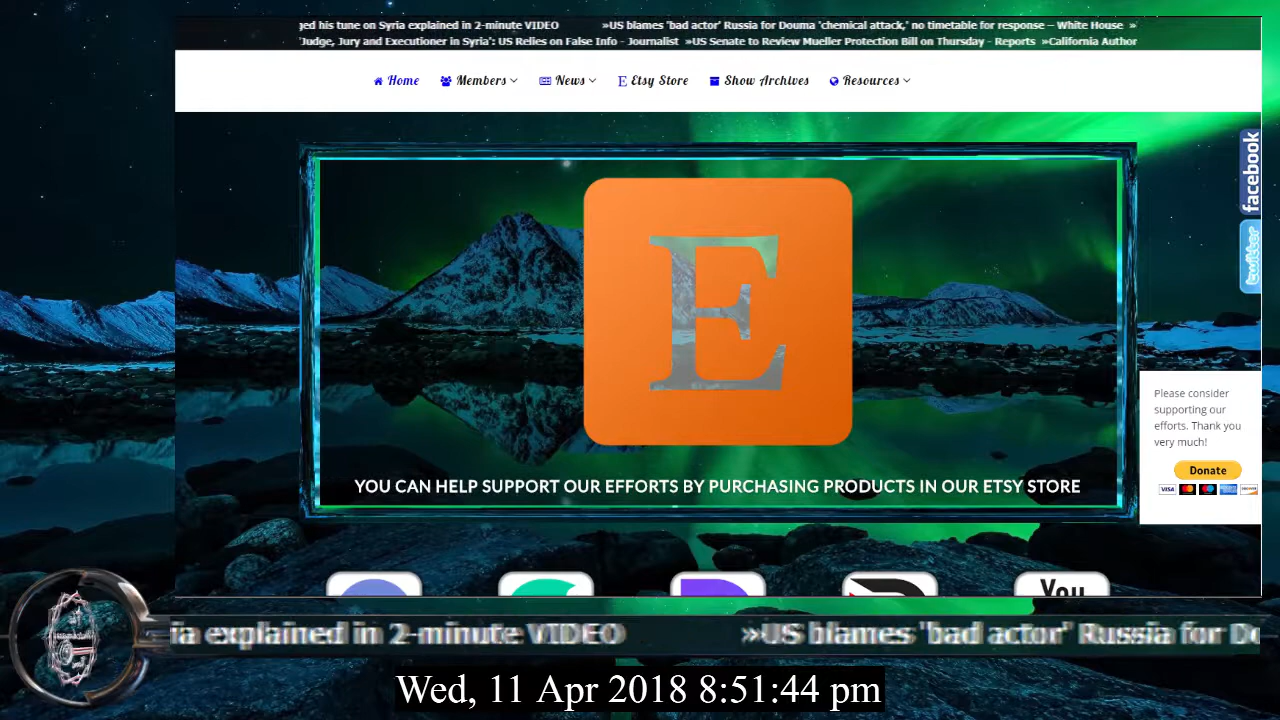 ged his tune on Syria explained in 2-minute VIDEO »US blames 'bad actor' Russia for Douma 'chemical attack,' no timetable for response – White House »
'Judge, Jury and Executioner in Syria': US Relies on False Info - Journalist »US Senate to Review Mueller Protection Bill on Thursday - Reports »California Author
Home Members News E Etsy Store Show Archives Resources
facebook
twitter
E
Please consider
supporting our
efforts. Thank you
very much!
Donate
VISA
YOU CAN HELP SUPPORT OUR EFFORTS BY PURCHASING PRODUCTS IN OUR ETSY STORE
You
ia explained in 2-minute VIDEO »US blames 'bad actor' Russia for Do
Wed, 11 Apr 2018 8:51:44 pm